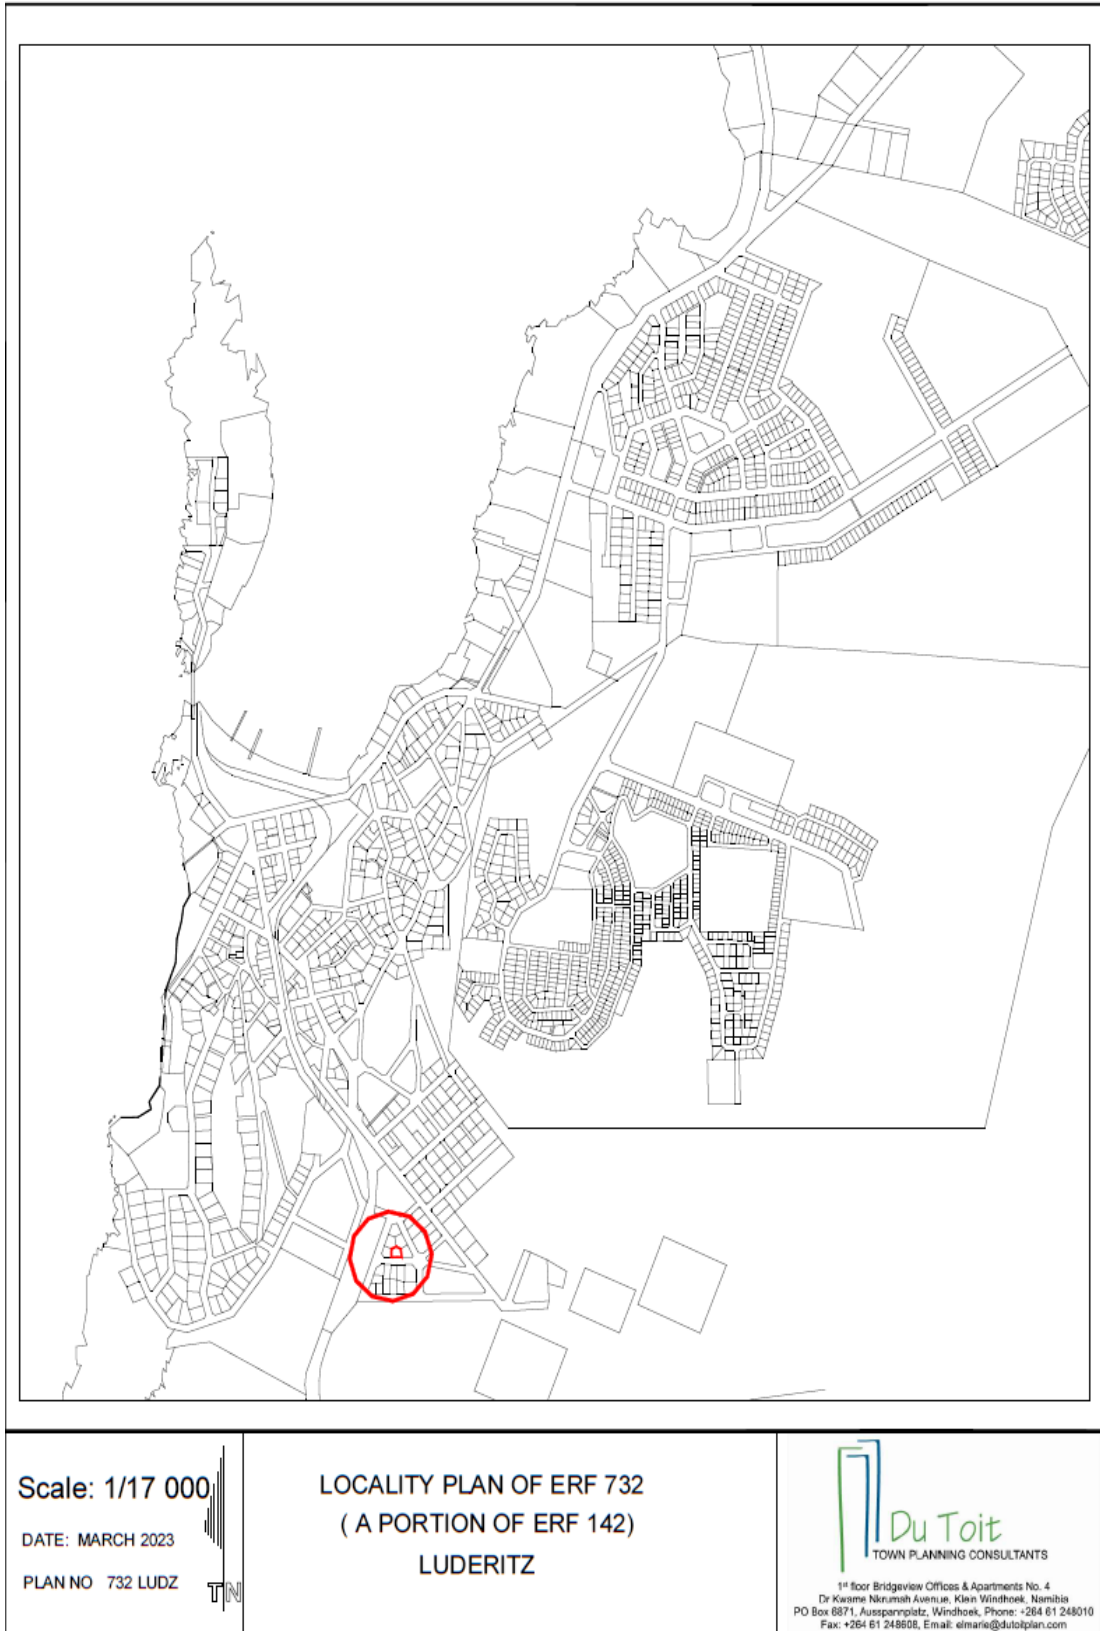 Scale: 1/17 000
DATE: MARCH 2023
PLAN NO 732 LUDZ
TN
LOCALITY PLAN OF ERF 732
( A PORTION OF ERF 142)
LUDERITZ
Du Toit
TOWN PLANNING CONSULTANTS
1st floor Bridgeview Offices & Apartments No. 4
Dr Kwame Nkrumah Avenue, Klein Windhoek, Namibia
PO Box 6871, Ausspannplatz, Windhoek, Phone: +264 61 248010
Fax: +264 61 248608, Email: elmarie@dutoitplan.com